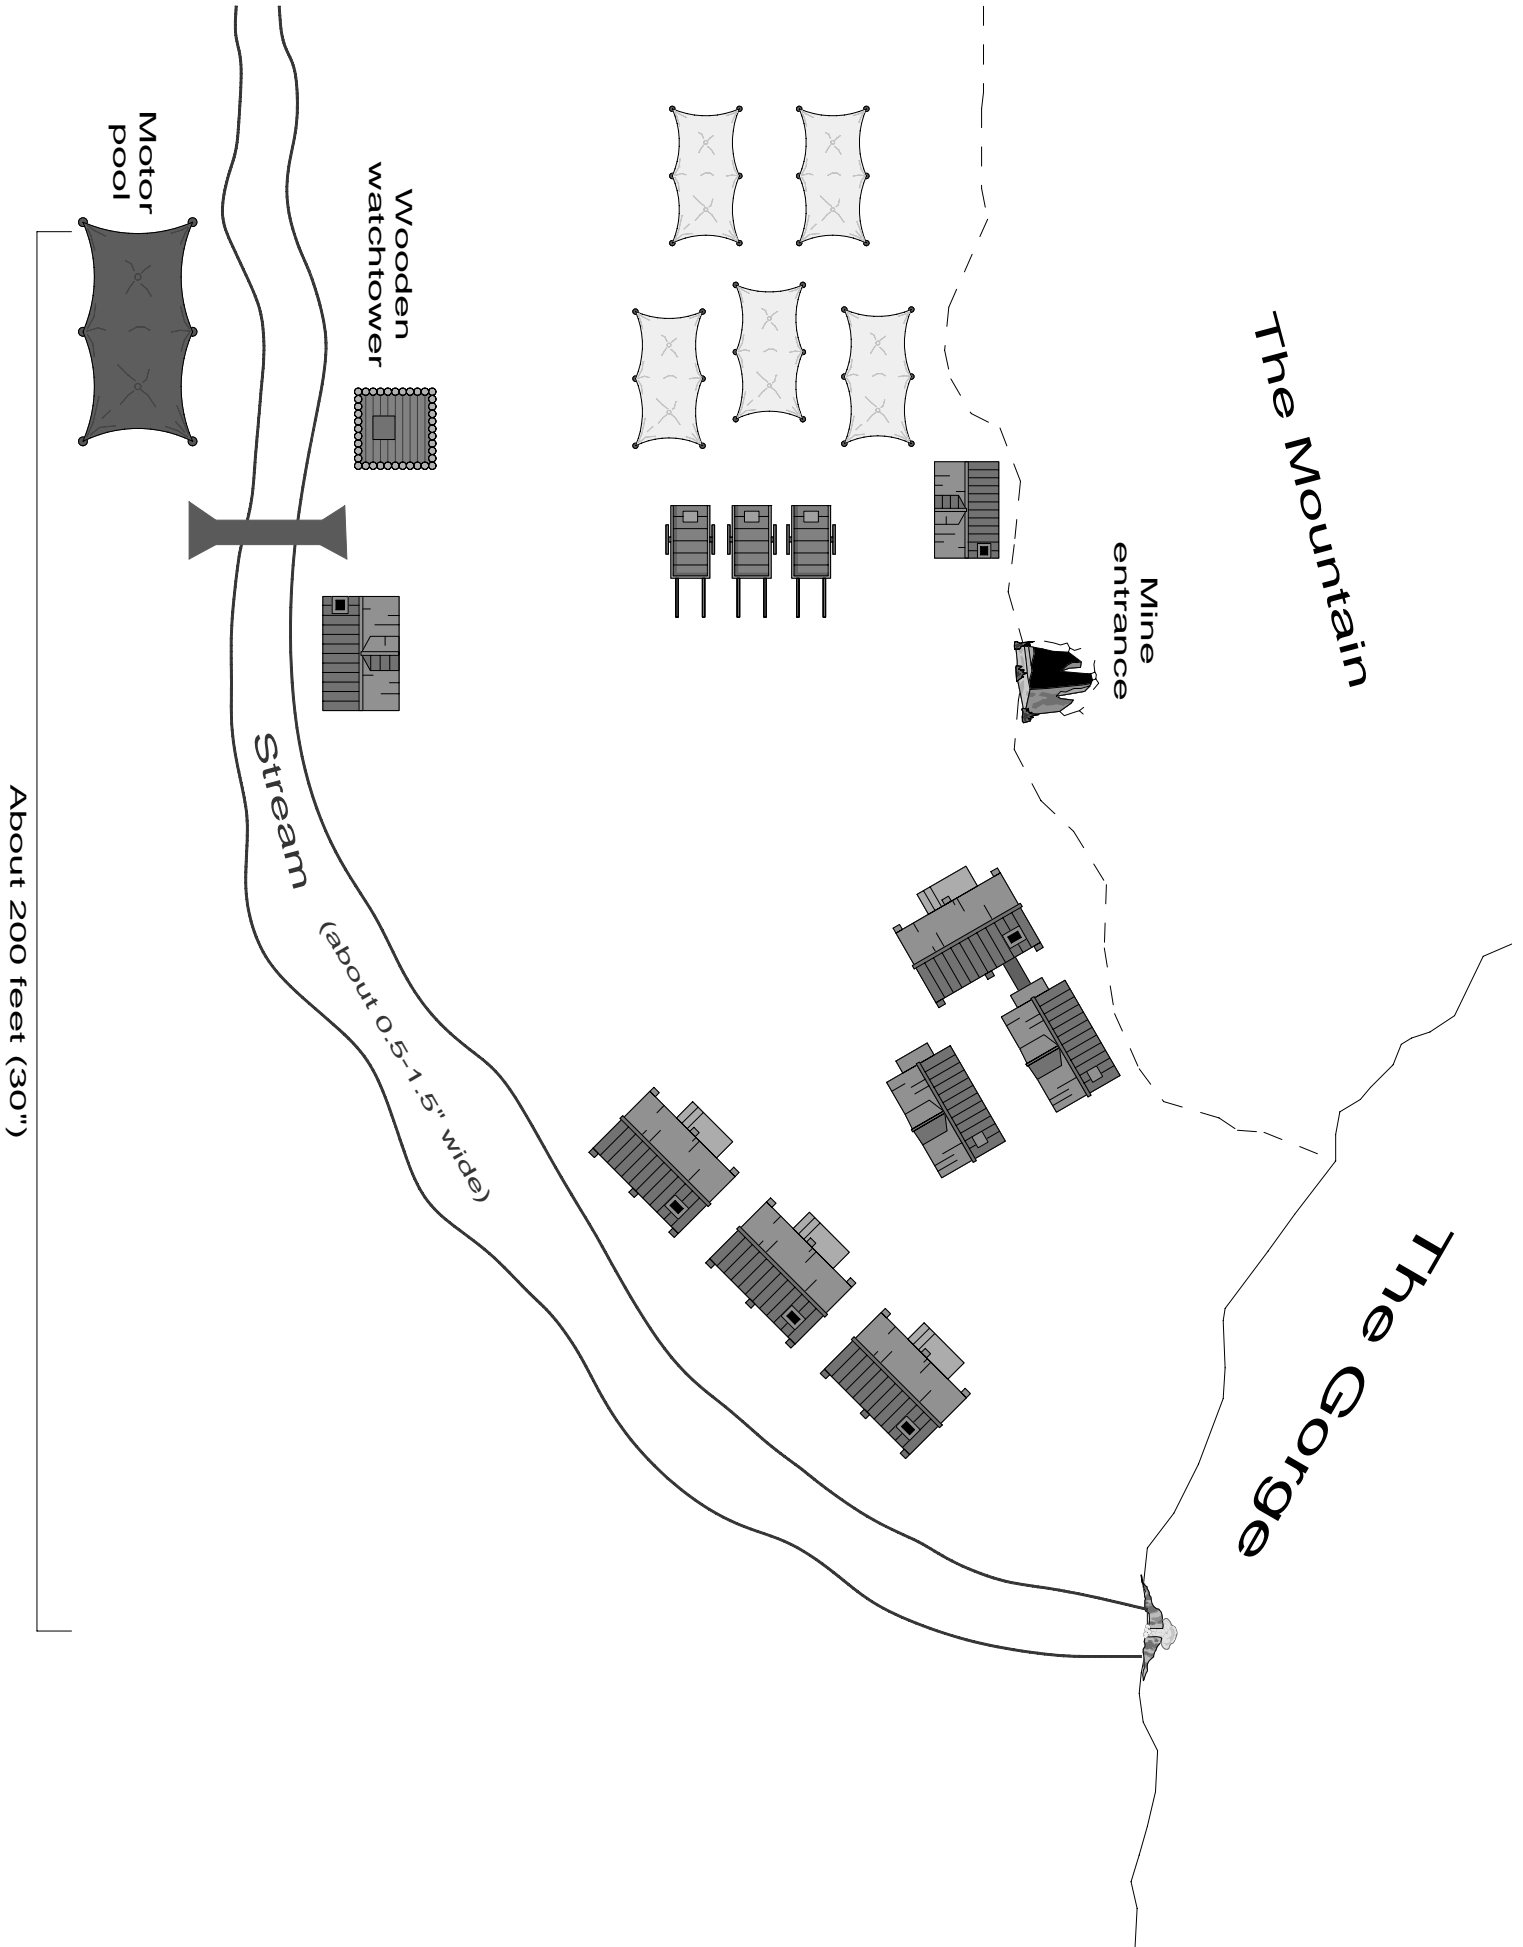 The Mountain
Mine
entrance
The Gorge
Wooden
watchtower
Motor
pool
Stream
(about 0.5-1.5" wide)
About 200 feet (30")